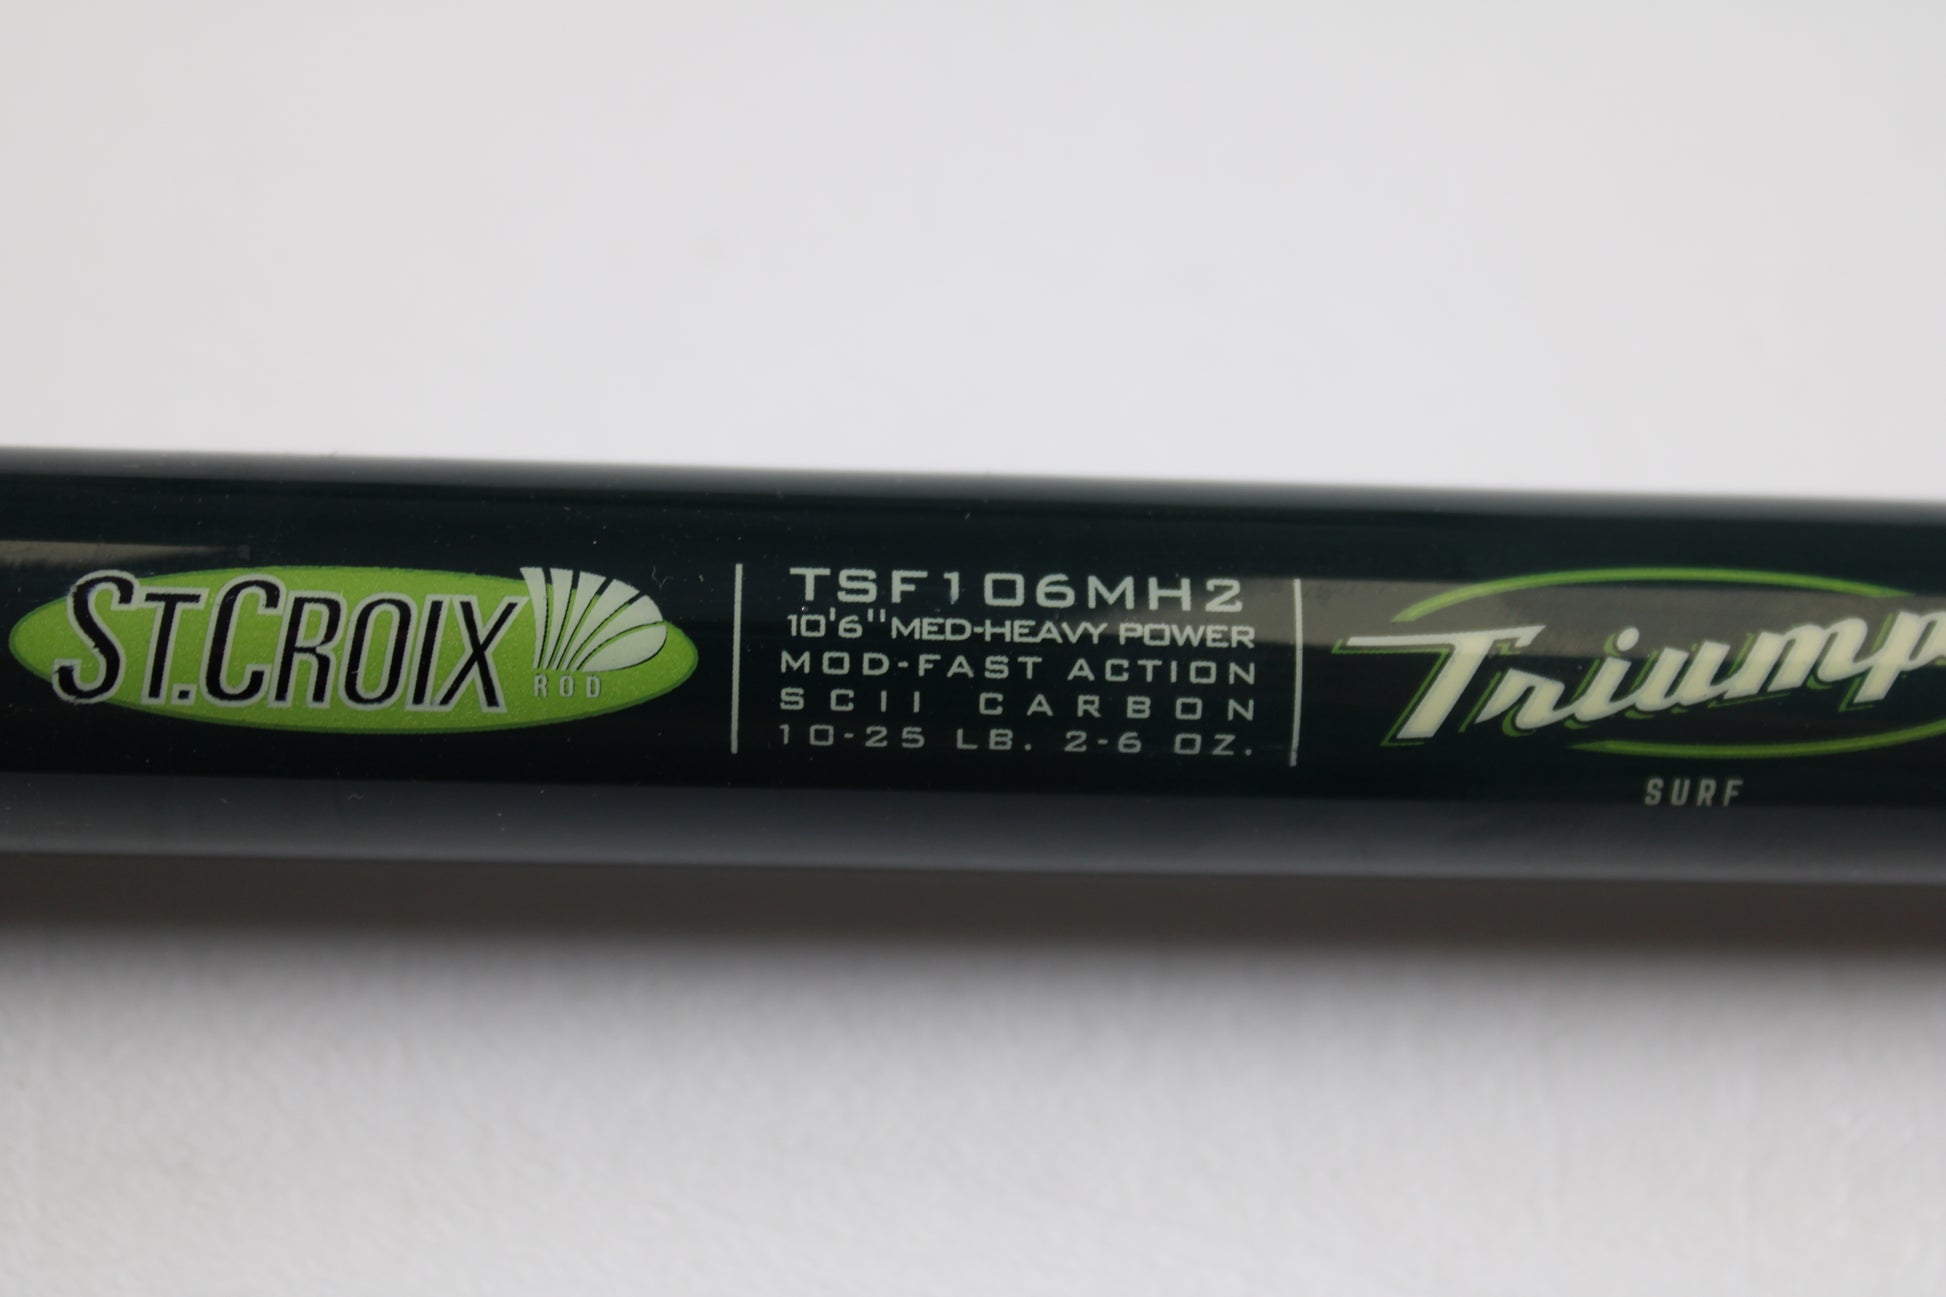 ST.CROIX
ROD
TSF106MH2
10'6" MED-HEAVY POWER
MOD-FAST ACTION
SCII CARBON
10-25 LB. 2-6 OZ.
Triump
SURF